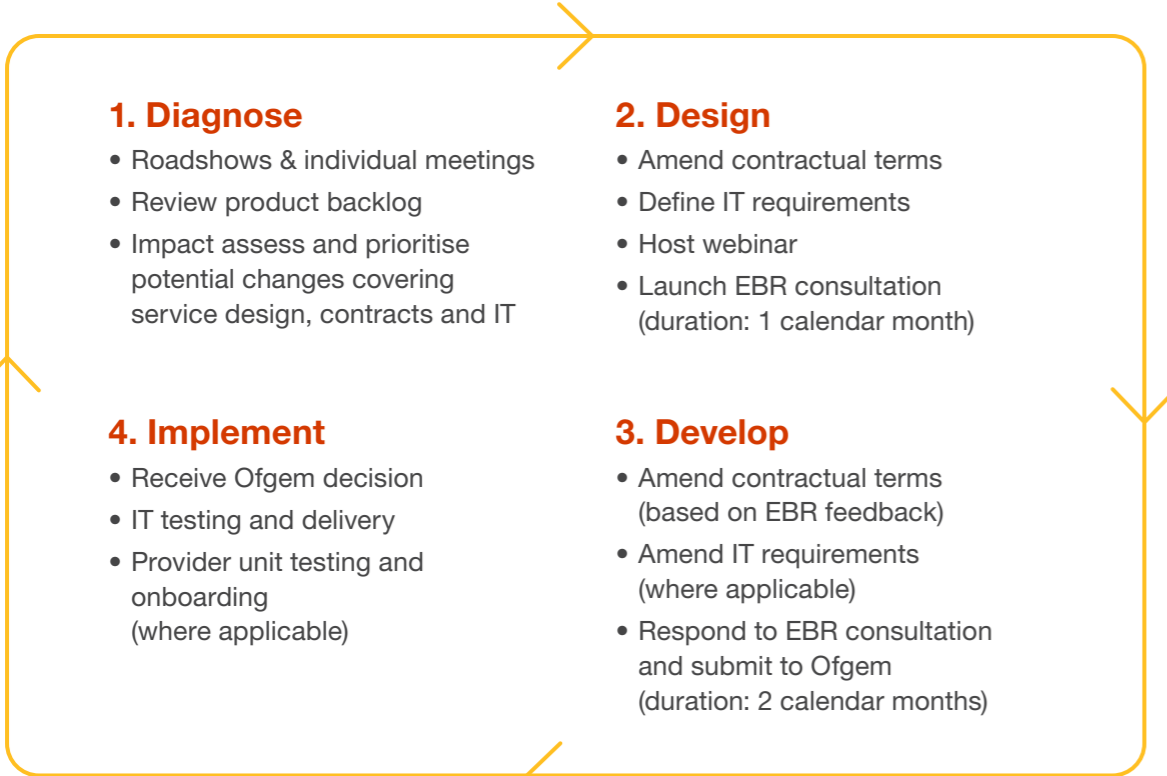 1. Diagnose
• Roadshows & individual meetings
• Review product backlog
• Impact assess and prioritise
potential changes covering
service design, contracts and IT
2. Design
• Amend contractual terms
• Define IT requirements
• Host webinar
• Launch EBR consultation
(duration: 1 calendar month)
3. Develop
• Amend contractual terms
(based on EBR feedback)
• Amend IT requirements
(where applicable)
• Respond to EBR consultation
and submit to Ofgem
(duration: 2 calendar months)
4. Implement
• Receive Ofgem decision
• IT testing and delivery
• Provider unit testing and
onboarding
(where applicable)